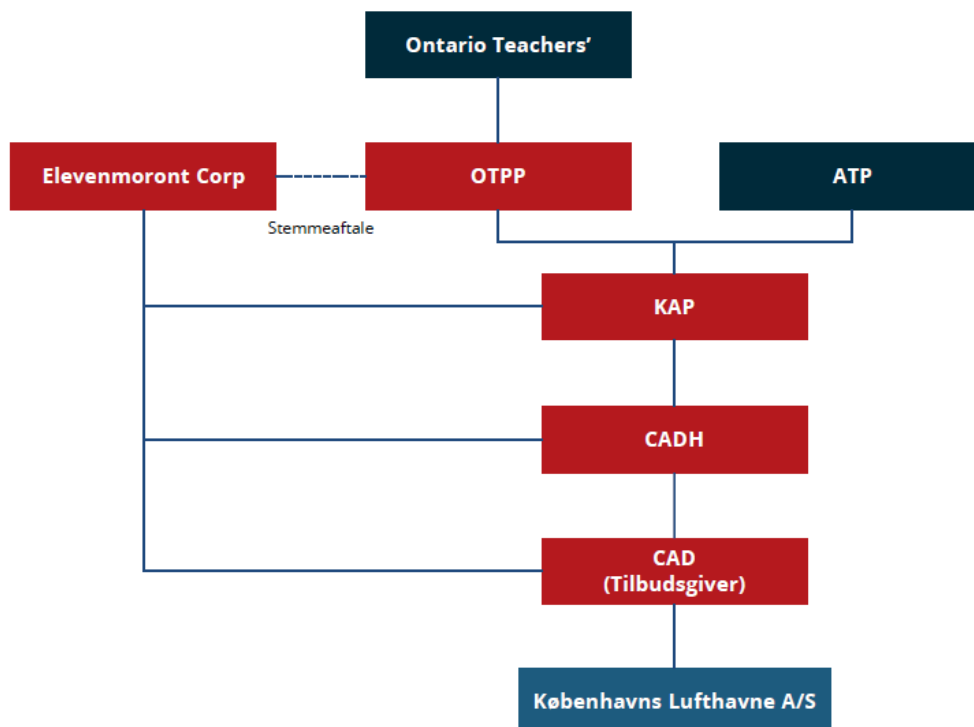 Ontario Teachers’
Elevenmoront Corp
OTPP
ATP
Stemmeaftale
KAP
CADH
CAD
(Tilbudsgiver)
Københavns Lufthavne A/S